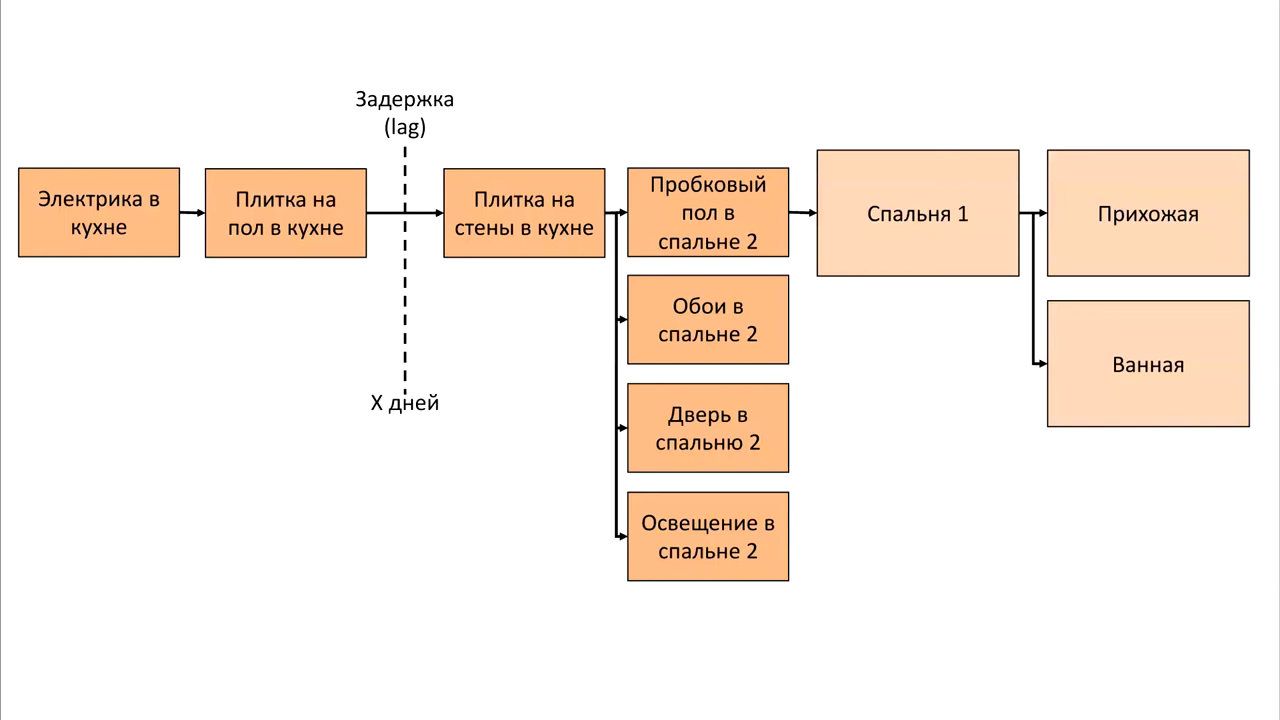 Задержка
(lag)
Электрика в
кухне
Плитка на
пол в кухне
Плитка на
стены в кухне
Пробковый
пол в
спальне 2
Спальня 1
Прихожая
Обои в
спальне 2
Ванная
X дней
Дверь в
спальню 2
Освещение в
спальне 2